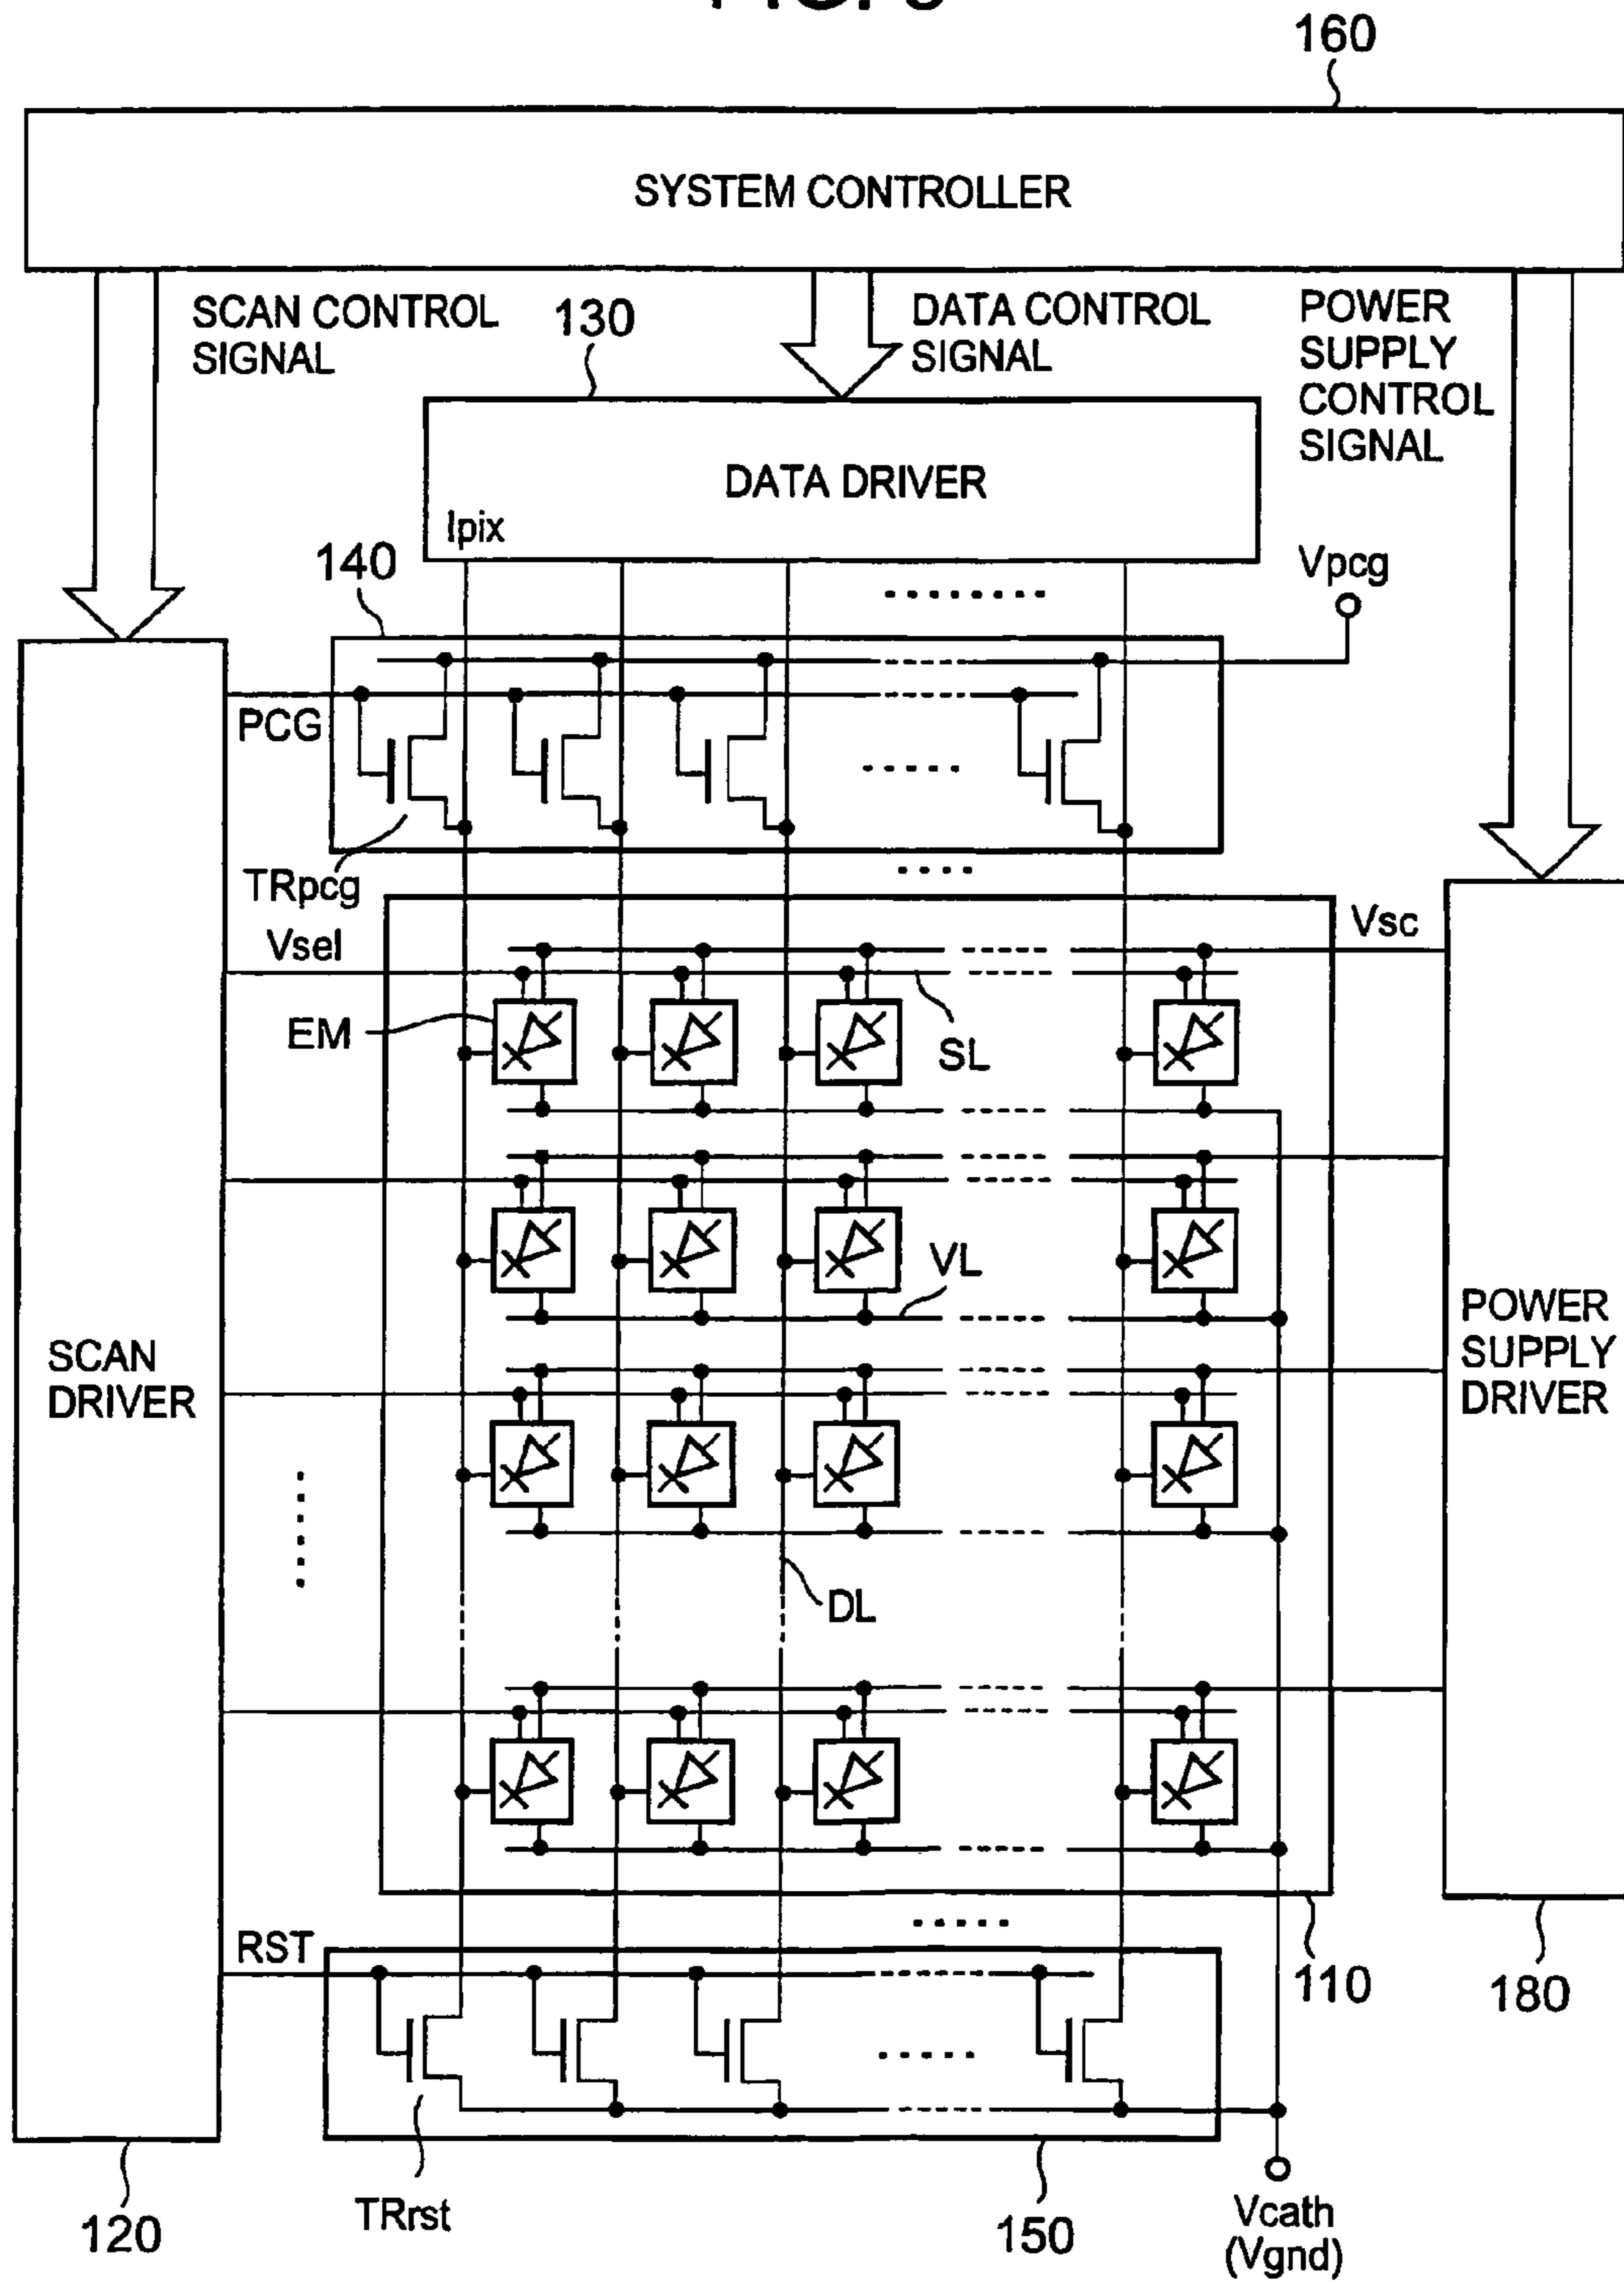 160
SYSTEM CONTROLLER
SCAN CONTROL
SIGNAL
130
DATA CONTROL
SIGNAL
POWER
SUPPLY
CONTROL
SIGNAL
DATA DRIVER
Ipix
140
Vpcg
PCG
TRpcg
Vsel
Vsc
EM
SL
VL
SCAN
DRIVER
POWER
SUPPLY
DRIVER
DL
RST
110
180
TRrst
120
150
Vcath
(Vgnd)